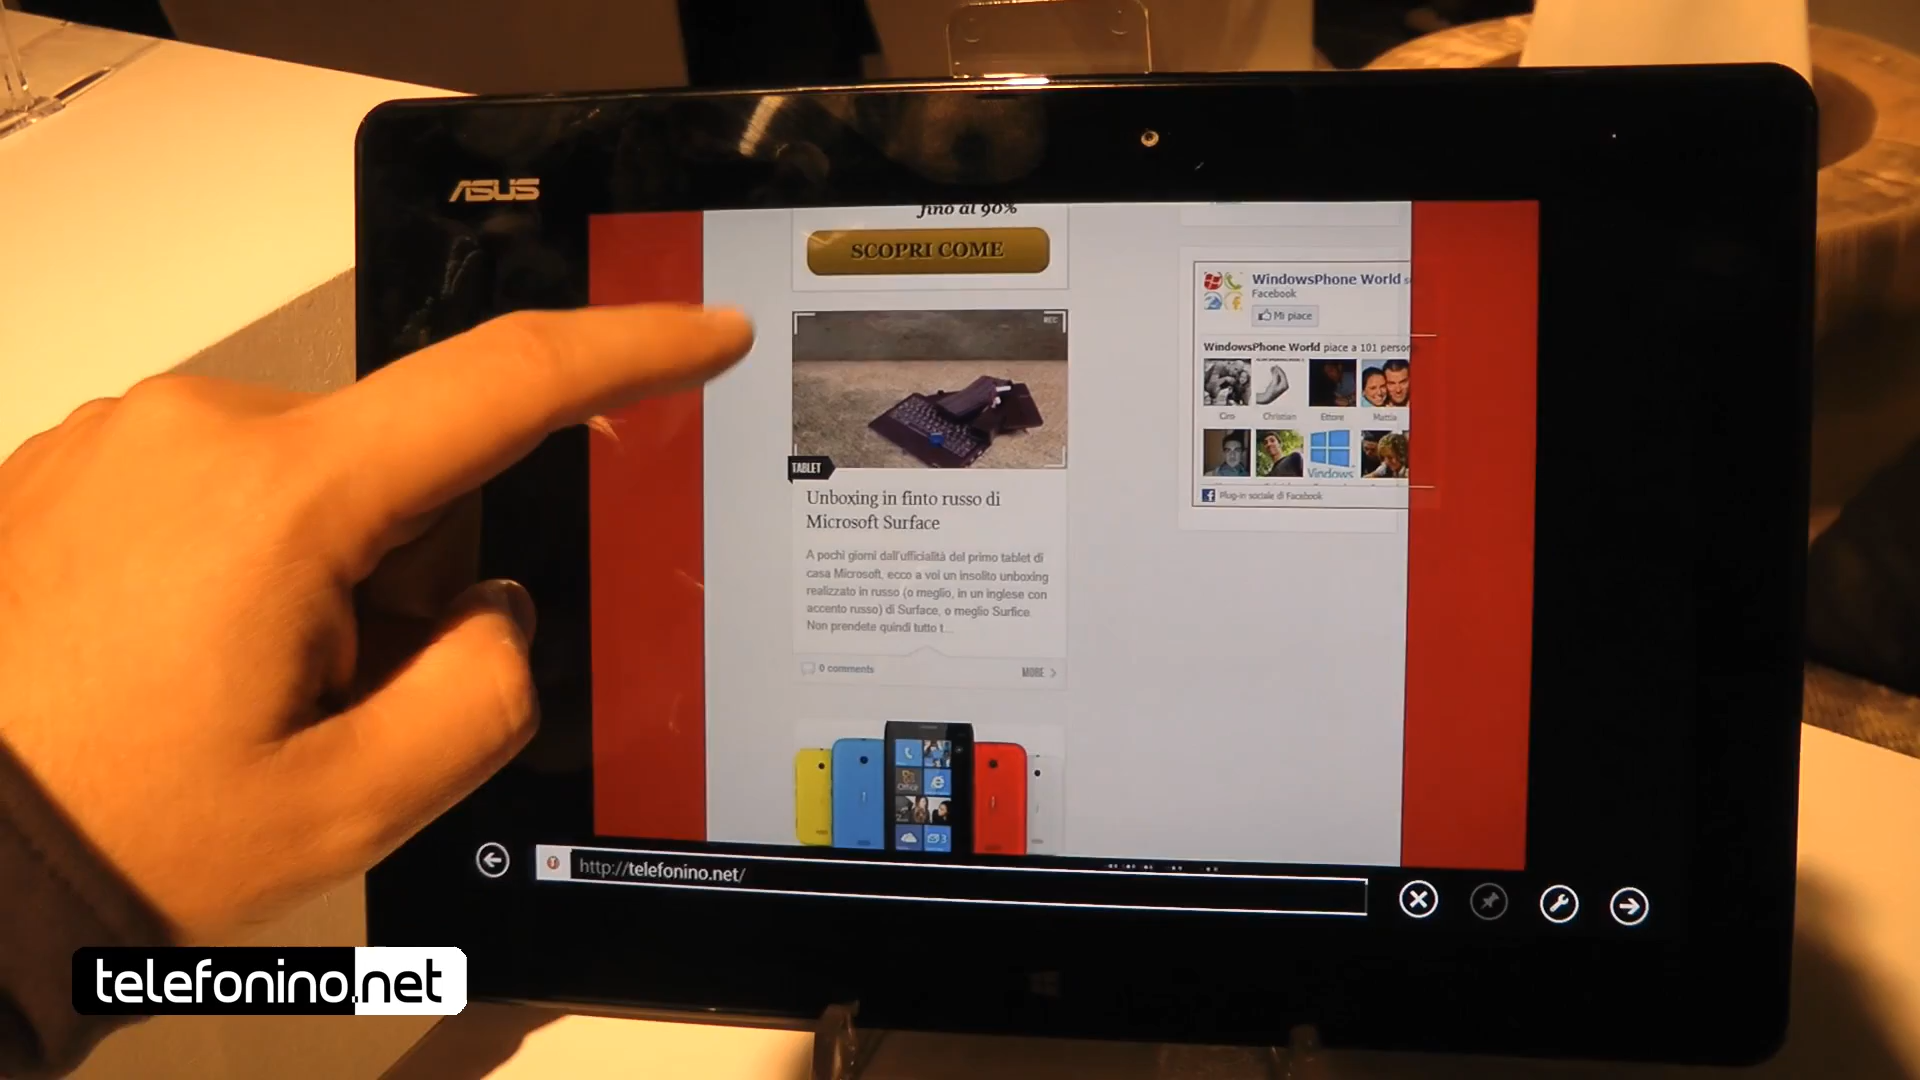 ASUS
fino al 90%
SCOPRI COME
REC
TABLET
Unboxing in finto russo di
Microsoft Surface
A pochi giorni dall'ufficialità del primo tablet di
casa Microsoft, ecco a voi un insolito unboxing
realizzato in russo (o meglio, in un inglese con
accento russo) di Surface, o meglio Surfice.
Non prendete quindi tutto t...
0 comments
MORE
Office
WindowsPhone World
Facebook
Mi piace
WindowsPhone World piace a 101 person
Ciro Christian Ettore Mattia
Windows
Plug-in sociale di Facebook
http://telefonino.net/
telefonino.net